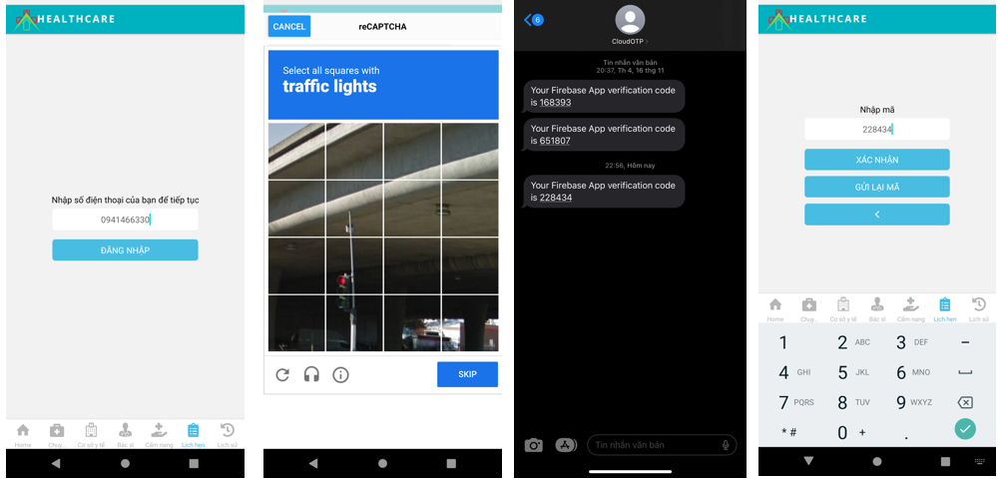 HEALTHCARE
Nhập số điện thoại của bạn để tiếp tục
0941466330
ĐĂNG NHẬP
Home
Chuy...
Cơ sở y tế
Bác sĩ
Cẩm nang
Lịch hẹn
Lịch sử
CANCEL
reCAPTCHA
Select all squares with
traffic lights
SKIP
6
CloudOTP
Tin nhắn văn bản
20:37, Th 4, 16 thg 11
Your Firebase App verification code
is 168393
Your Firebase App verification code
is 651807
22:56, Hôm nay
Your Firebase App verification code
is 228434
Tin nhắn văn bản
HEALTHCARE
Nhập mã
228434
XÁC NHẬN
GỬI LẠI MÃ
<
Home
Chuy...
Cơ sở y tế
Bác sĩ
Cẩm nang
Lịch hẹn
Lịch sử
1 2 ABC 3 DEF -
4 GHI 5 JKL 6 MNO
7 PQRS 8 TUV 9 WXYZ
* # 0 + .